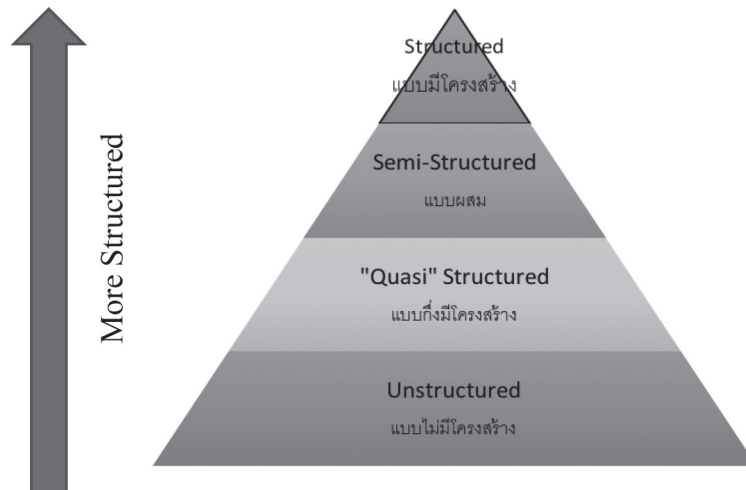 More Structured
Structured
แบบมีโครงสร้าง
Semi-Structured
แบบผสม
"Quasi" Structured
แบบกึ่งมีโครงสร้าง
Unstructured
แบบไม่มีโครงสร้าง